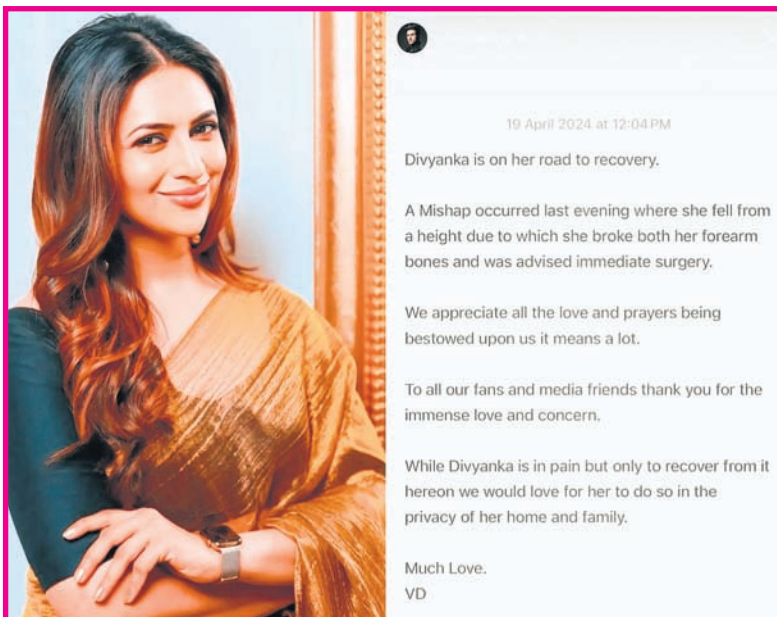 19 April 2024 at 12:04 PM
Divyanka is on her road to recovery.
A Mishap occurred last evening where she fell from
a height due to which she broke both her forearm
bones and was advised immediate surgery.
We appreciate all the love and prayers being
bestowed upon us it means a lot.
To all our fans and media friends thank you for the
immense love and concern.
While Divyanka is in pain but only to recover from it
hereon we would love for her to do so in the
privacy of her home and family.
Much Love.
VD